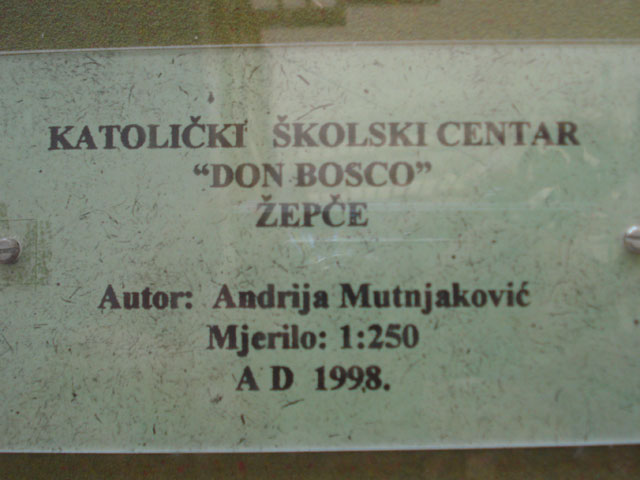 KATOLIČKI ŠKOLSKI CENTAR
“DON BOSCO”
ŽEPČE
Autor: Andrija Mutnjaković
Mjerilo: 1:250
A D 1998.